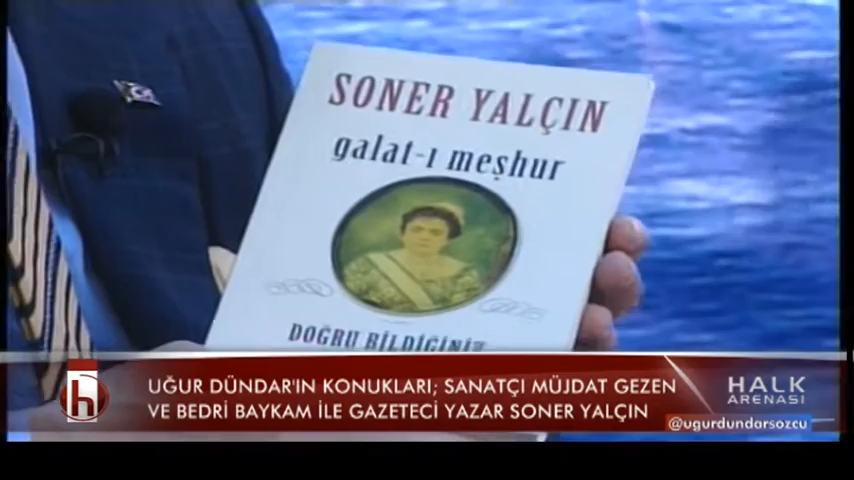 SONER YALÇIN
galat-ı meşhur
DOĞRU BİLDİĞİNİZ
h
UĞUR DÜNDAR'IN KONUKLARI; SANATÇI MÜJDAT GEZEN
VE BEDRİ BAYKAM İLE GAZETECİ YAZAR SONER YALÇIN
HALK
ARENASI
@ugurdundarsozcu